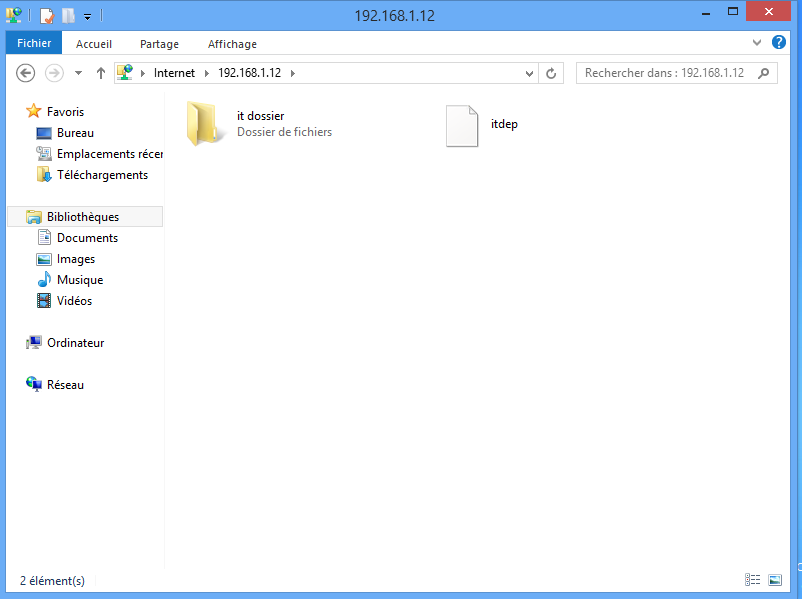 192.168.1.12
Fichier Accueil Partage Affichage
Internet 192.168.1.12 Rechercher dans : 192.168.1.12
Favoris
Bureau
Emplacements récer
Téléchargements
Bibliothèques
Documents
Images
Musique
Vidéos
Ordinateur
Réseau
it dossier
Dossier de fichiers
itdep
2 élément(s)